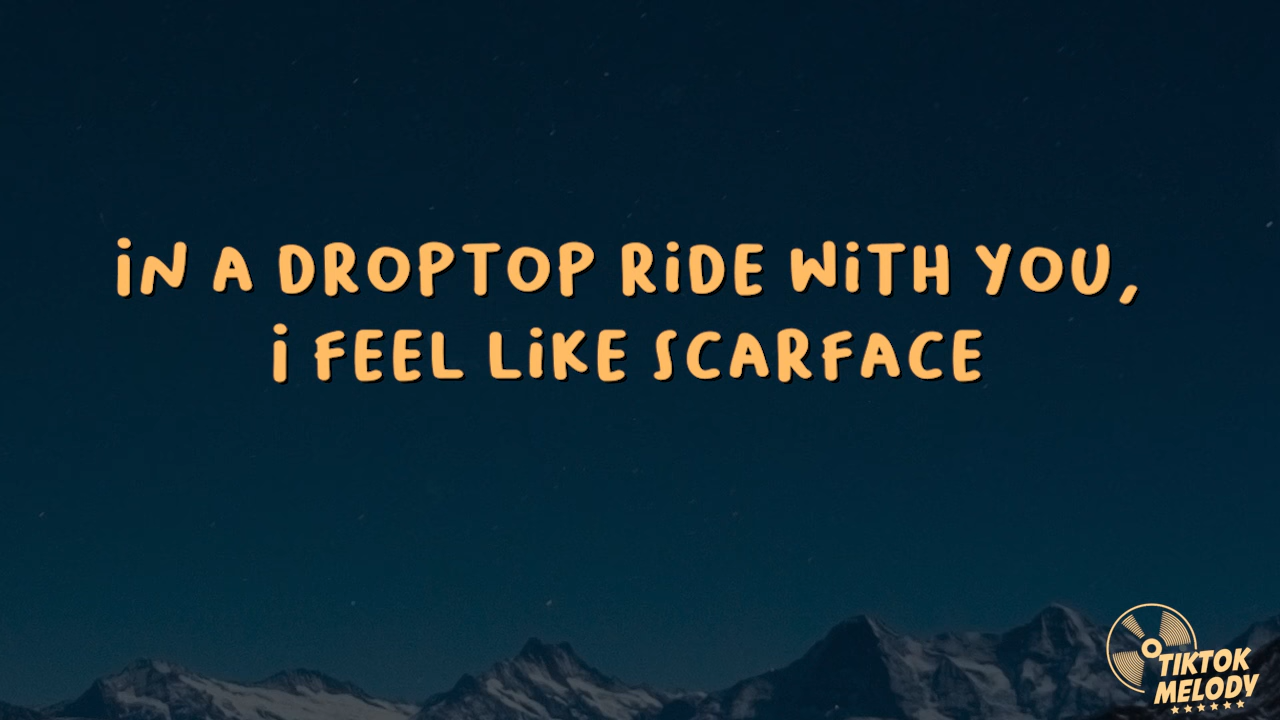 iN A DROPTOP RiDE WiTH YOU,
i FEEL LiKE SCARFACE
TIKTOK
MELODY